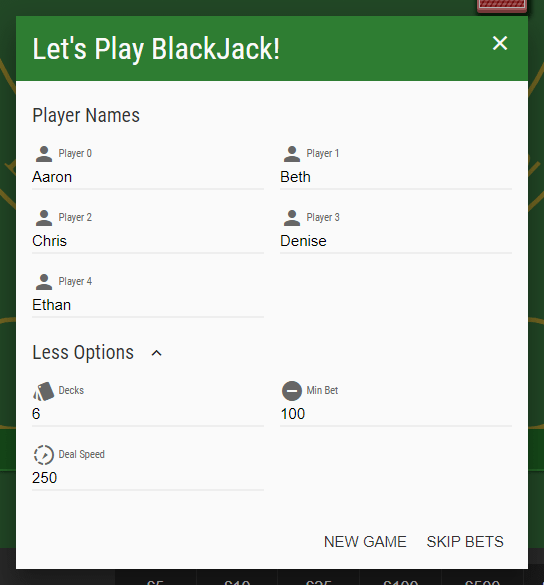 Let's Play BlackJack!
Player Names
Player 0
Player 1
Aaron
Beth
Player 2
Player 3
Chris
Denise
Player 4
Ethan
Less Options
Decks
Min Bet
6
100
Deal Speed
250
NEW GAME SKIP BETS